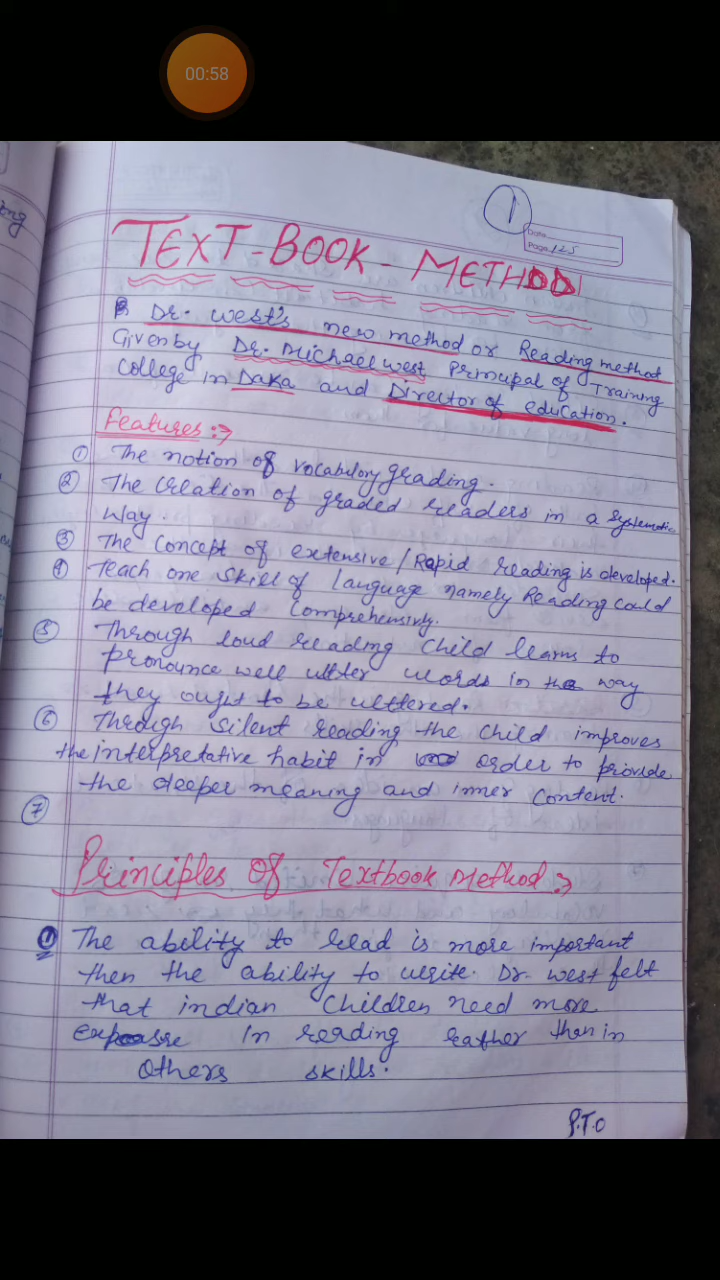 00:58
1
Date
Page 125
TEXT-BOOK-METHOD
Dr. west's new method or Reading method
Given by Dr. Michael west principal of Training
College in Daka and Director of education.
Features:→
① The notion of vocabulary grading.
② The creation of graded readers in a systematic
way.
③ The concept of extensive/Rapid reading is developed.
④ Teach one skill of language namely Reading could
be developed comprehensively.
⑤ Through loud reading child learns to
pronounce well utter words in the way
they ought to be uttered.
⑥ Through silent reading the child improves
the interpretative habit in order to provide
the deeper meaning and inner content.
⑦
Principles Of Textbook Method:→
① The ability to read is more important
then the ability to write. Dr. west felt
that indian children need more
in reading rather than in
others skills.
P.T.O